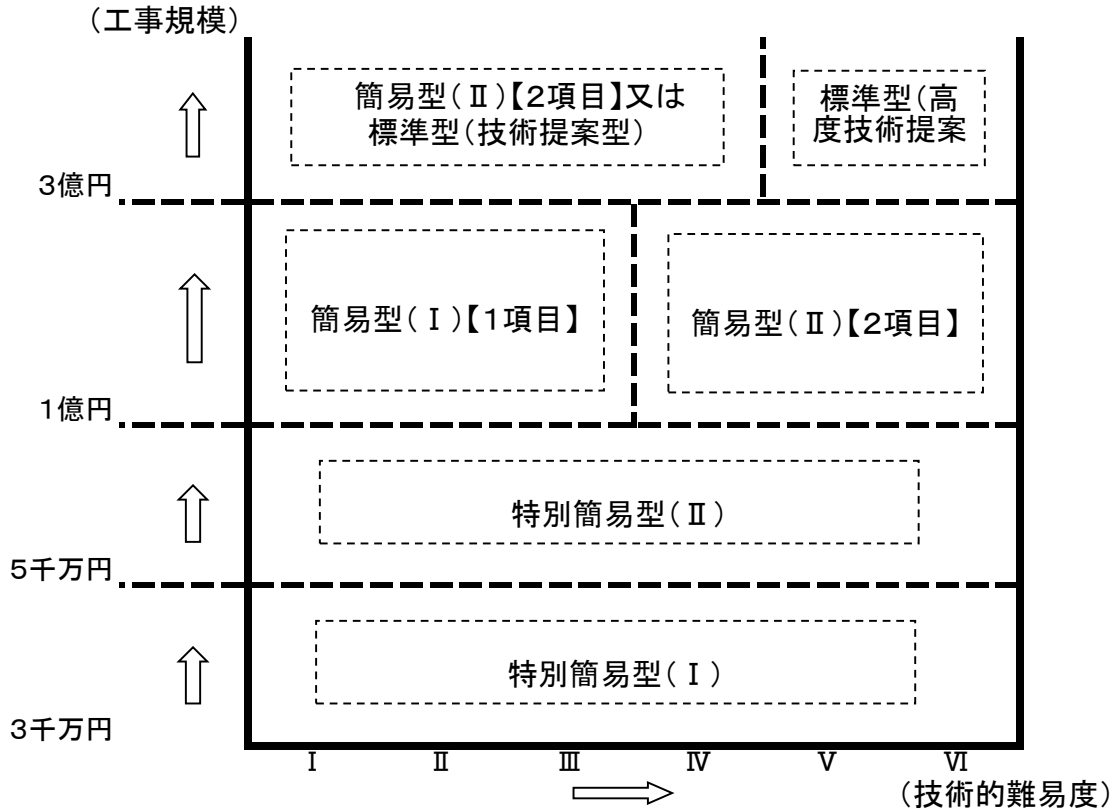 （工事規模）
簡易型（Ⅱ）【2項目】又は
標準型（技術提案型）
標準型（高
度技術提案
3億円
簡易型（Ⅰ）【1項目】
簡易型（Ⅱ）【2項目】
1億円
特別簡易型（Ⅱ）
5千万円
特別簡易型（Ⅰ）
3千万円
Ⅰ Ⅱ Ⅲ Ⅳ Ⅴ Ⅵ
（技術的難易度）